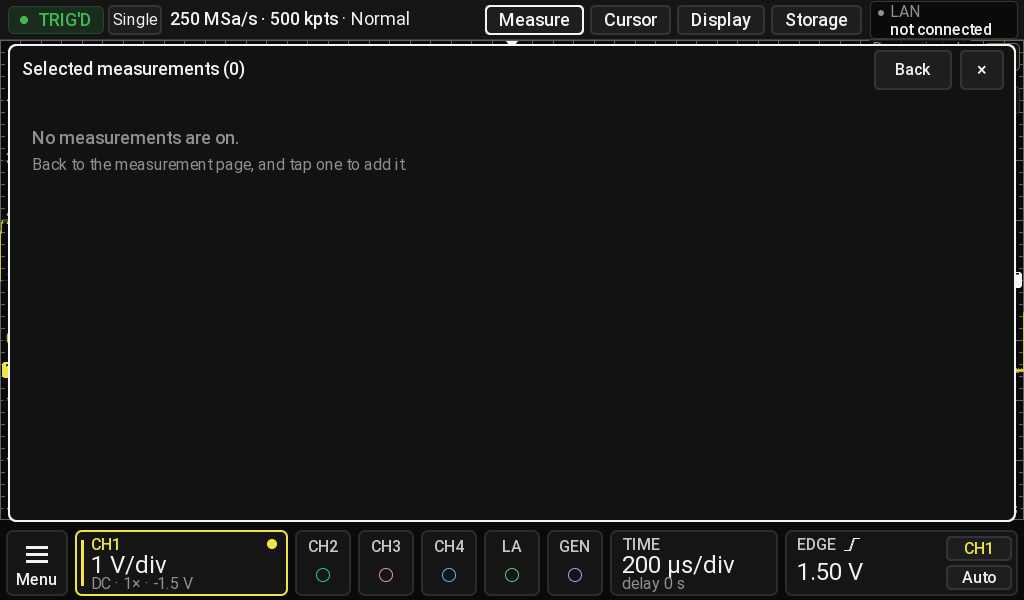 TRIG'D Single 250 MSa/s · 500 kpts · Normal Measure Cursor Display Storage LAN
not connected
Selected measurements (0) Back ×
No measurements are on.
Back to the measurement page, and tap one to add it.
Menu
CH1
1 V/div
DC · 1× · -1.5 V
CH2
CH3
CH4
LA
GEN
TIME
200 µs/div
delay 0 s
EDGE
1.50 V
CH1
Auto